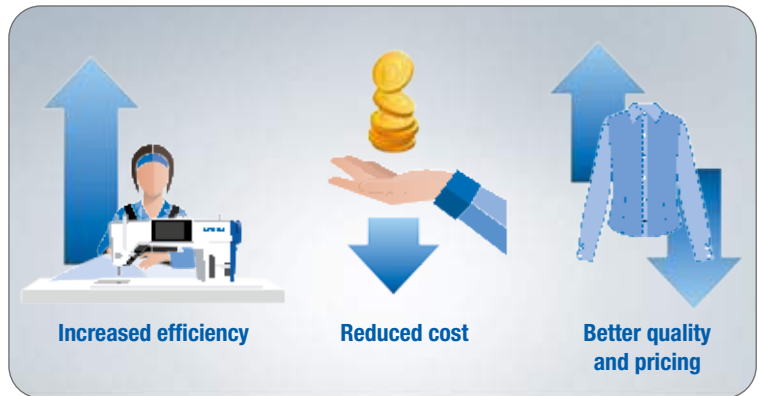 Increased efficiency
Reduced cost
Better quality
and pricing